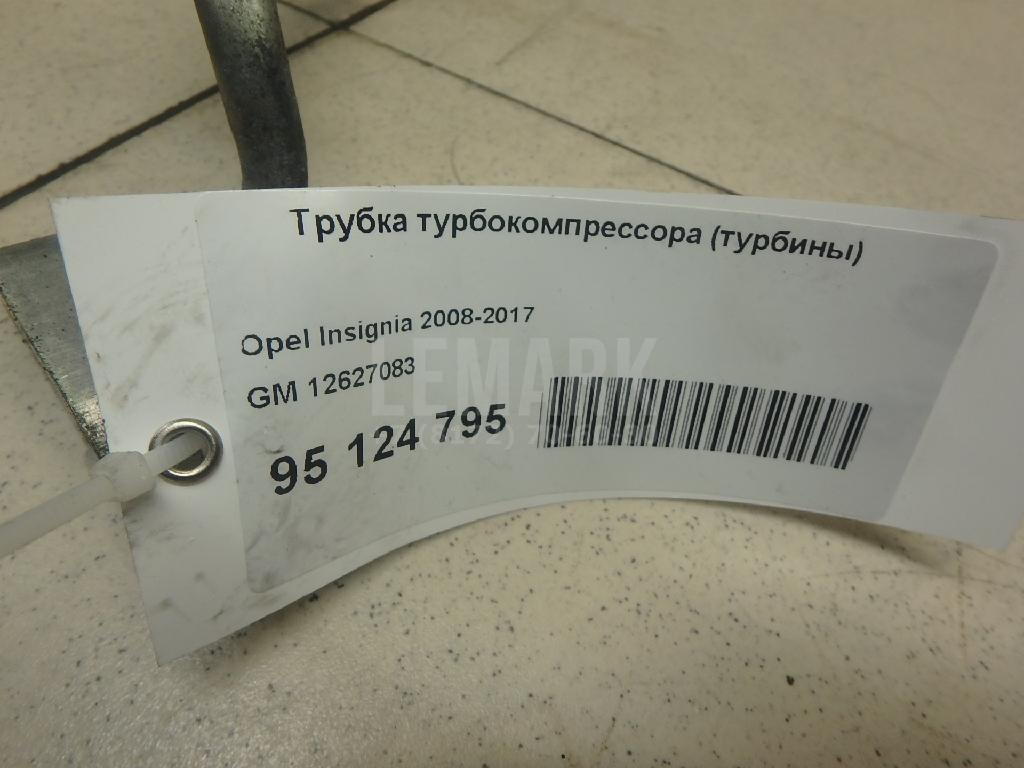 Трубка турбокомпрессора (турбины)
Opel Insignia 2008-2017
GM 12627083
95 124 795
LEMARK